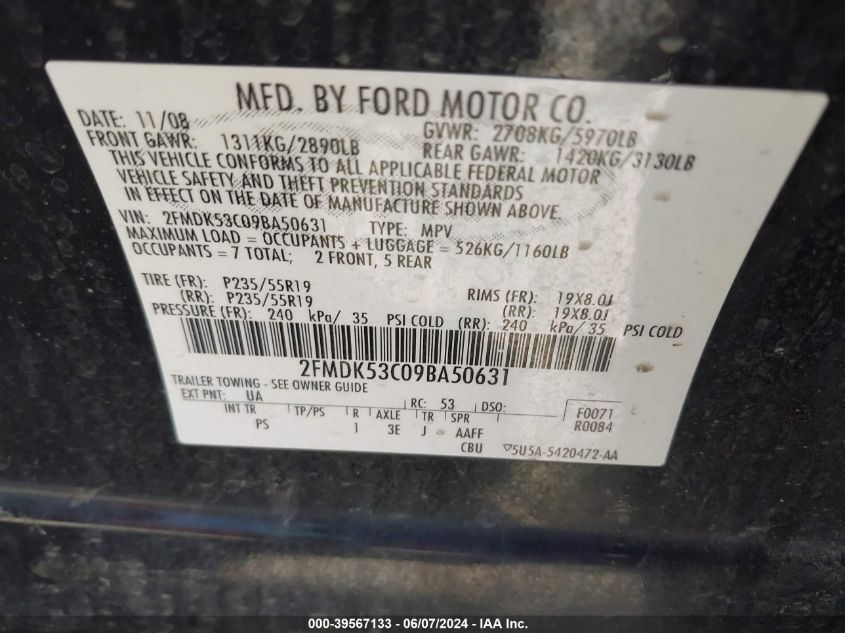 MFD. BY FORD MOTOR CO.
DATE: 11/08 GVWR: 2708KG/5970LB
FRONT GAWR: 1311KG/2890LB REAR GAWR: 1420KG/3130LB
THIS VEHICLE CONFORMS TO ALL APPLICABLE FEDERAL MOTOR
VEHICLE SAFETY AND THEFT PREVENTION STANDARDS
IN EFFECT ON THE DATE OF MANUFACTURE SHOWN ABOVE.
VIN: 2FMDK53C09BA50631 TYPE: MPV
MAXIMUM LOAD = OCCUPANTS + LUGGAGE = 526KG/1160LB
OCCUPANTS = 7 TOTAL; 2 FRONT, 5 REAR
TIRE (FR): P235/55R19 RIMS (FR): 19X8.0J
(RR): P235/55R19 (RR): 19X8.0J
PRESSURE (FR): 240 kPa/ 35 PSI COLD (RR): 240 kPa/ 35 PSI COLD
2FMDK53C09BA50631
TRAILER TOWING - SEE OWNER GUIDE
EXT PNT: UA RC: 53 DSO: F0071
INT TR TP/PS R AXLE TR SPR R0084
PS 1 3E J AAFF
CBU ▽5U5A-5420472-AA
000-39567133 - 06/07/2024 - IAA Inc.